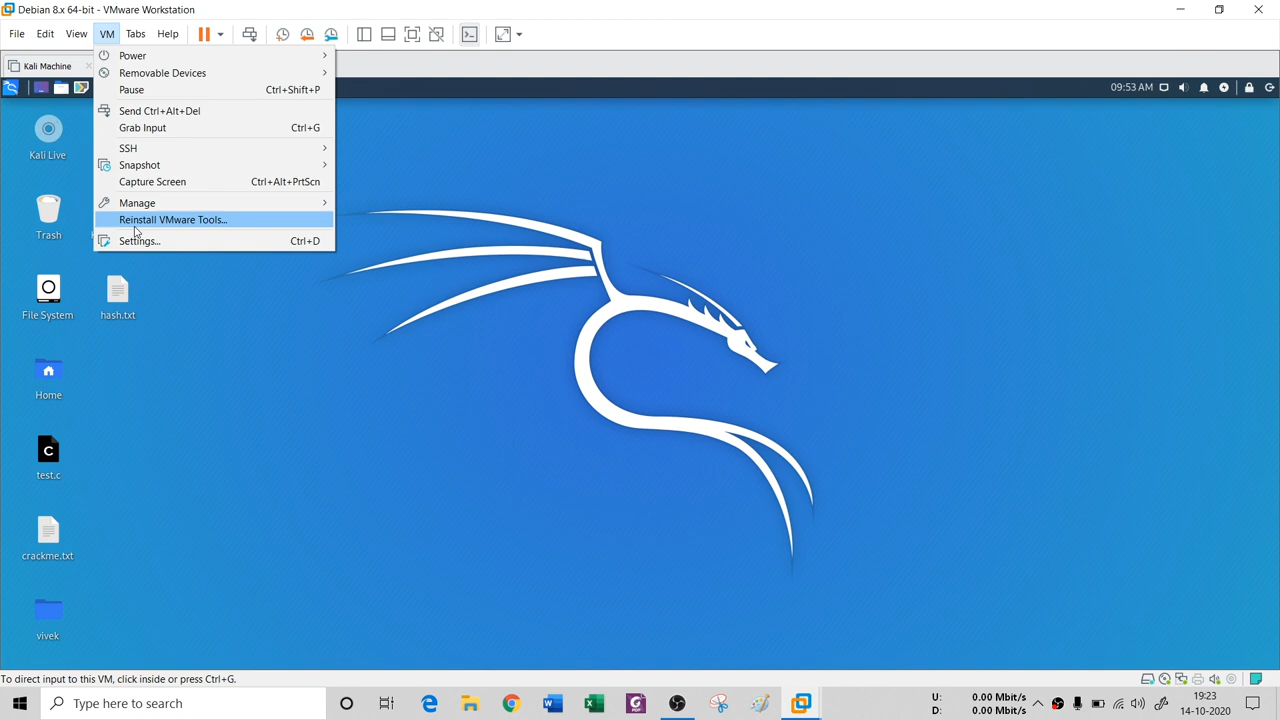 Debian 8.x 64-bit - VMware Workstation
File Edit View VM Tabs Help
Kali Machine
09:53 AM
Power
Removable Devices
Pause Ctrl+Shift+P
Send Ctrl+Alt+Del
Grab Input Ctrl+G
SSH
Snapshot
Capture Screen Ctrl+Alt+PrtScn
Manage
Reinstall VMware Tools...
Settings... Ctrl+D
Kali Live
Trash
File System
hash.txt
Home
test.c
crackme.txt
vivek
To direct input to this VM, click inside or press Ctrl+G.
Type here to search
U: 0.00 Mbit/s
D: 0.00 Mbit/s
19:23
14-10-2020